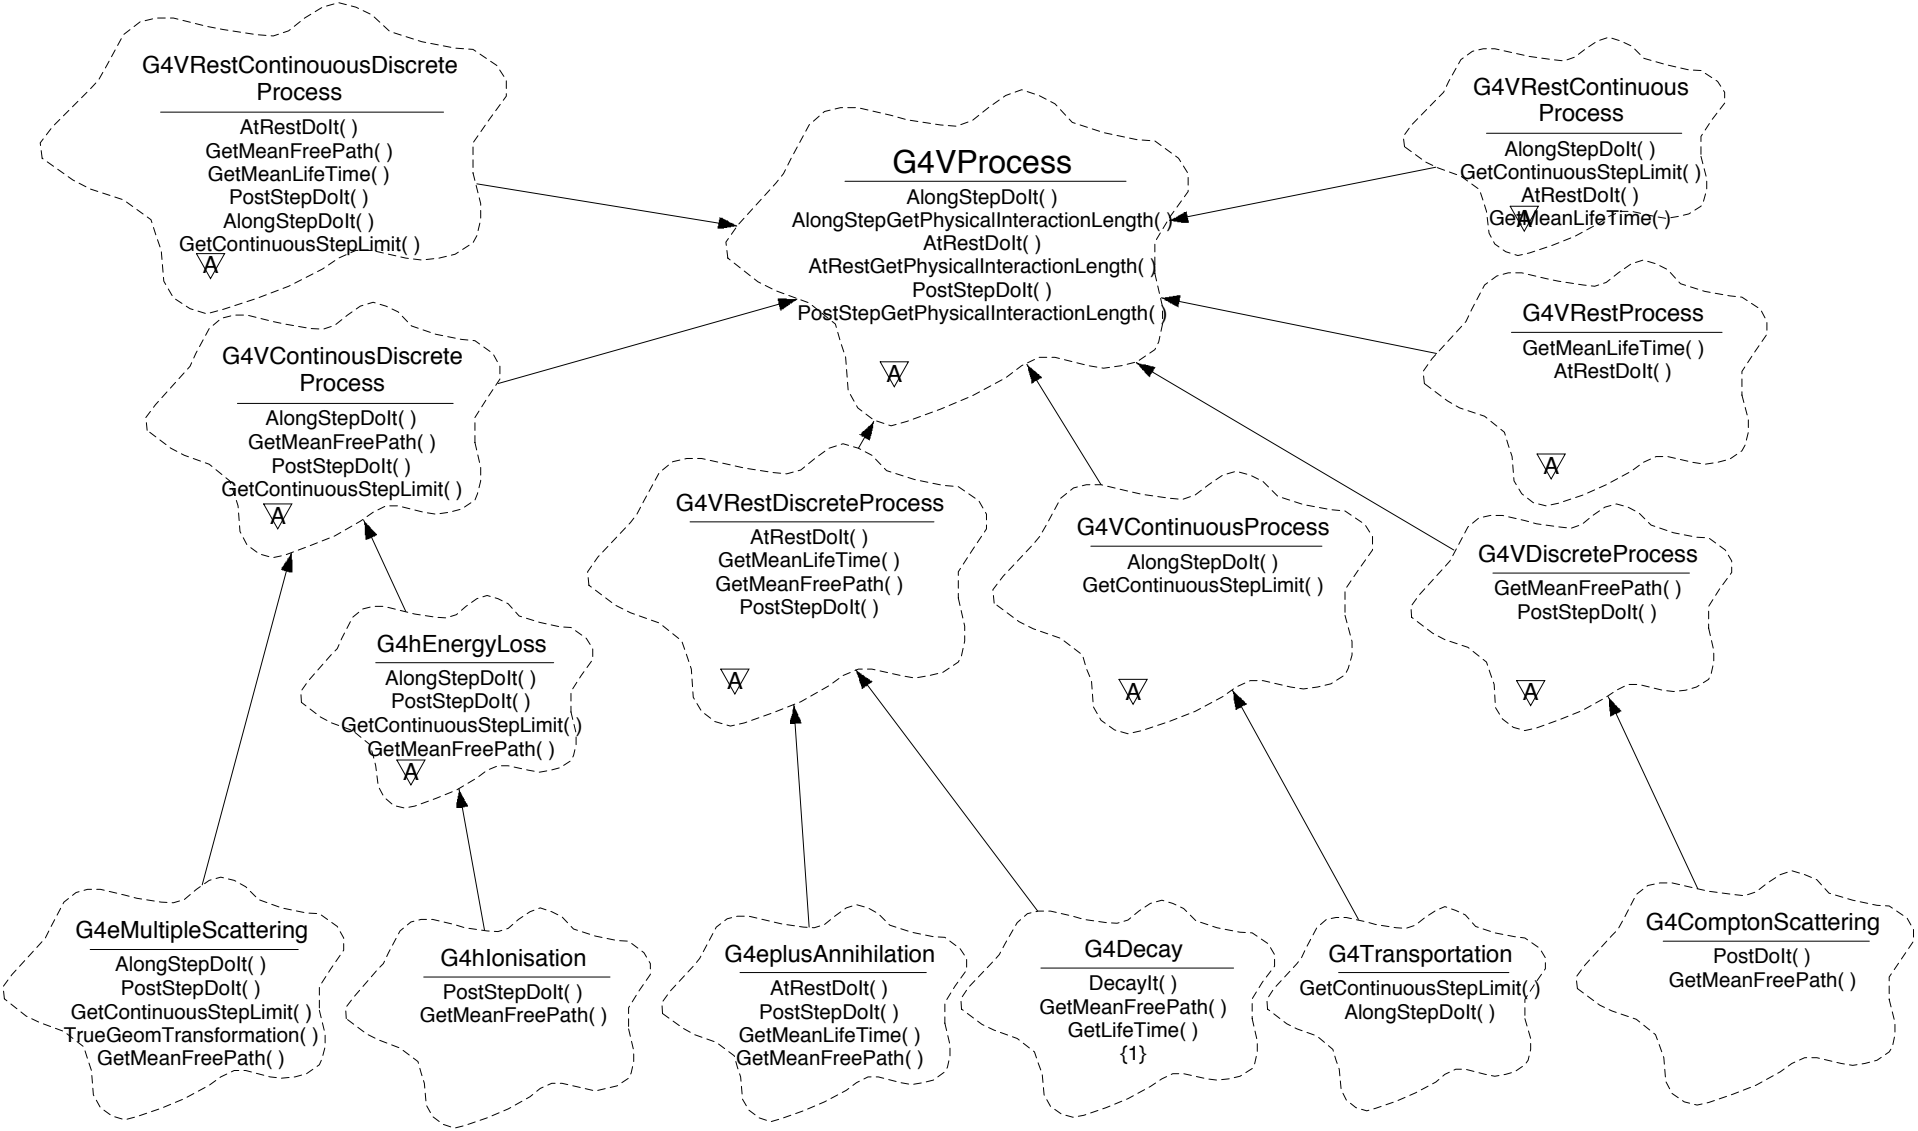 G4VRestContinouousDiscrete
Process
AtRestDoIt( )
GetMeanFreePath( )
GetMeanLifeTime( )
PostStepDoIt( )
AlongStepDoIt( )
GetContinuousStepLimit( )
A
G4VProcess
AlongStepDoIt( )
AlongStepGetPhysicalInteractionLength( )
AtRestDoIt( )
AtRestGetPhysicalInteractionLength( )
PostStepDoIt( )
PostStepGetPhysicalInteractionLength( )
A
G4VRestContinuous
Process
AlongStepDoIt( )
GetContinuousStepLimit( )
AtRestDoIt( )
GetMeanLifeTime( )
A
G4VContinousDiscrete
Process
AlongStepDoIt( )
GetMeanFreePath( )
PostStepDoIt( )
GetContinuousStepLimit( )
A
G4VRestProcess
GetMeanLifeTime( )
AtRestDoIt( )
A
G4VRestDiscreteProcess
AtRestDoIt( )
GetMeanLifeTime( )
GetMeanFreePath( )
PostStepDoIt( )
A
G4VContinuousProcess
AlongStepDoIt( )
GetContinuousStepLimit( )
A
G4VDiscreteProcess
GetMeanFreePath( )
PostStepDoIt( )
A
G4hEnergyLoss
AlongStepDoIt( )
PostStepDoIt( )
GetContinuousStepLimit( )
GetMeanFreePath( )
A
G4eMultipleScattering
AlongStepDoIt( )
PostStepDoIt( )
GetContinuousStepLimit( )
TrueGeomTransformation( )
GetMeanFreePath( )
G4hIonisation
PostStepDoIt( )
GetMeanFreePath( )
G4eplusAnnihilation
AtRestDoIt( )
PostStepDoIt( )
GetMeanLifeTime( )
GetMeanFreePath( )
G4Decay
DecayIt( )
GetMeanFreePath( )
GetLifeTime( )
{1}
G4Transportation
GetContinuousStepLimit( )
AlongStepDoIt( )
G4ComptonScattering
PostDoIt( )
GetMeanFreePath( )